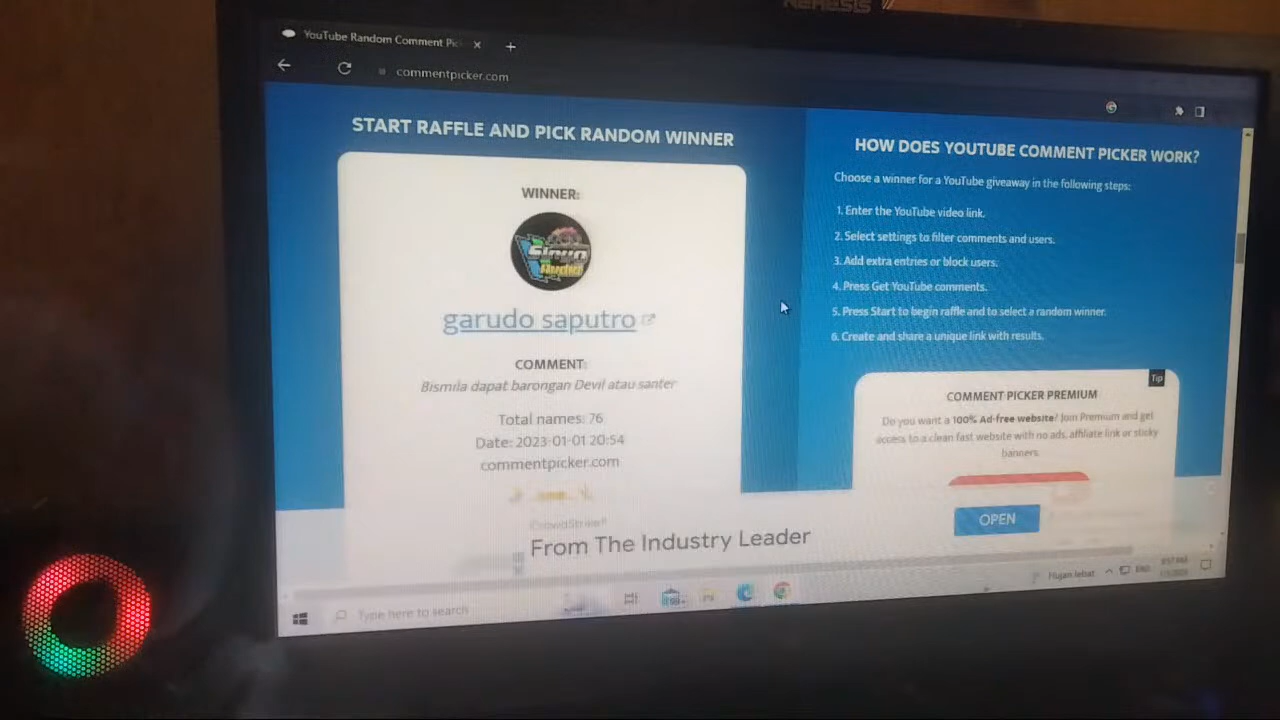 NEMESIS
YouTube Random Comment Pic
commentpicker.com
START RAFFLE AND PICK RANDOM WINNER
WINNER:
garudo saputro
COMMENT:
Bismila dapat barongan Devil atau santer
Total names: 76
Date: 2023-01-01 20:54
commentpicker.com
HOW DOES YOUTUBE COMMENT PICKER WORK?
Choose a winner for a YouTube giveaway in the following steps:
1. Enter the YouTube video link.
2. Select settings to filter comments and users.
3. Add extra entries or block users.
4. Press Get YouTube comments.
5. Press Start to begin raffle and to select a random winner.
6. Create and share a unique link with results.
Tip
COMMENT PICKER PREMIUM
Do you want a 100% Ad-free website? Join Premium and get
access to a clean fast website with no ads, affiliate link or sticky
banners.
CrowdStrike®
From The Industry Leader
OPEN
Type here to search
Hujan lebat
ENG